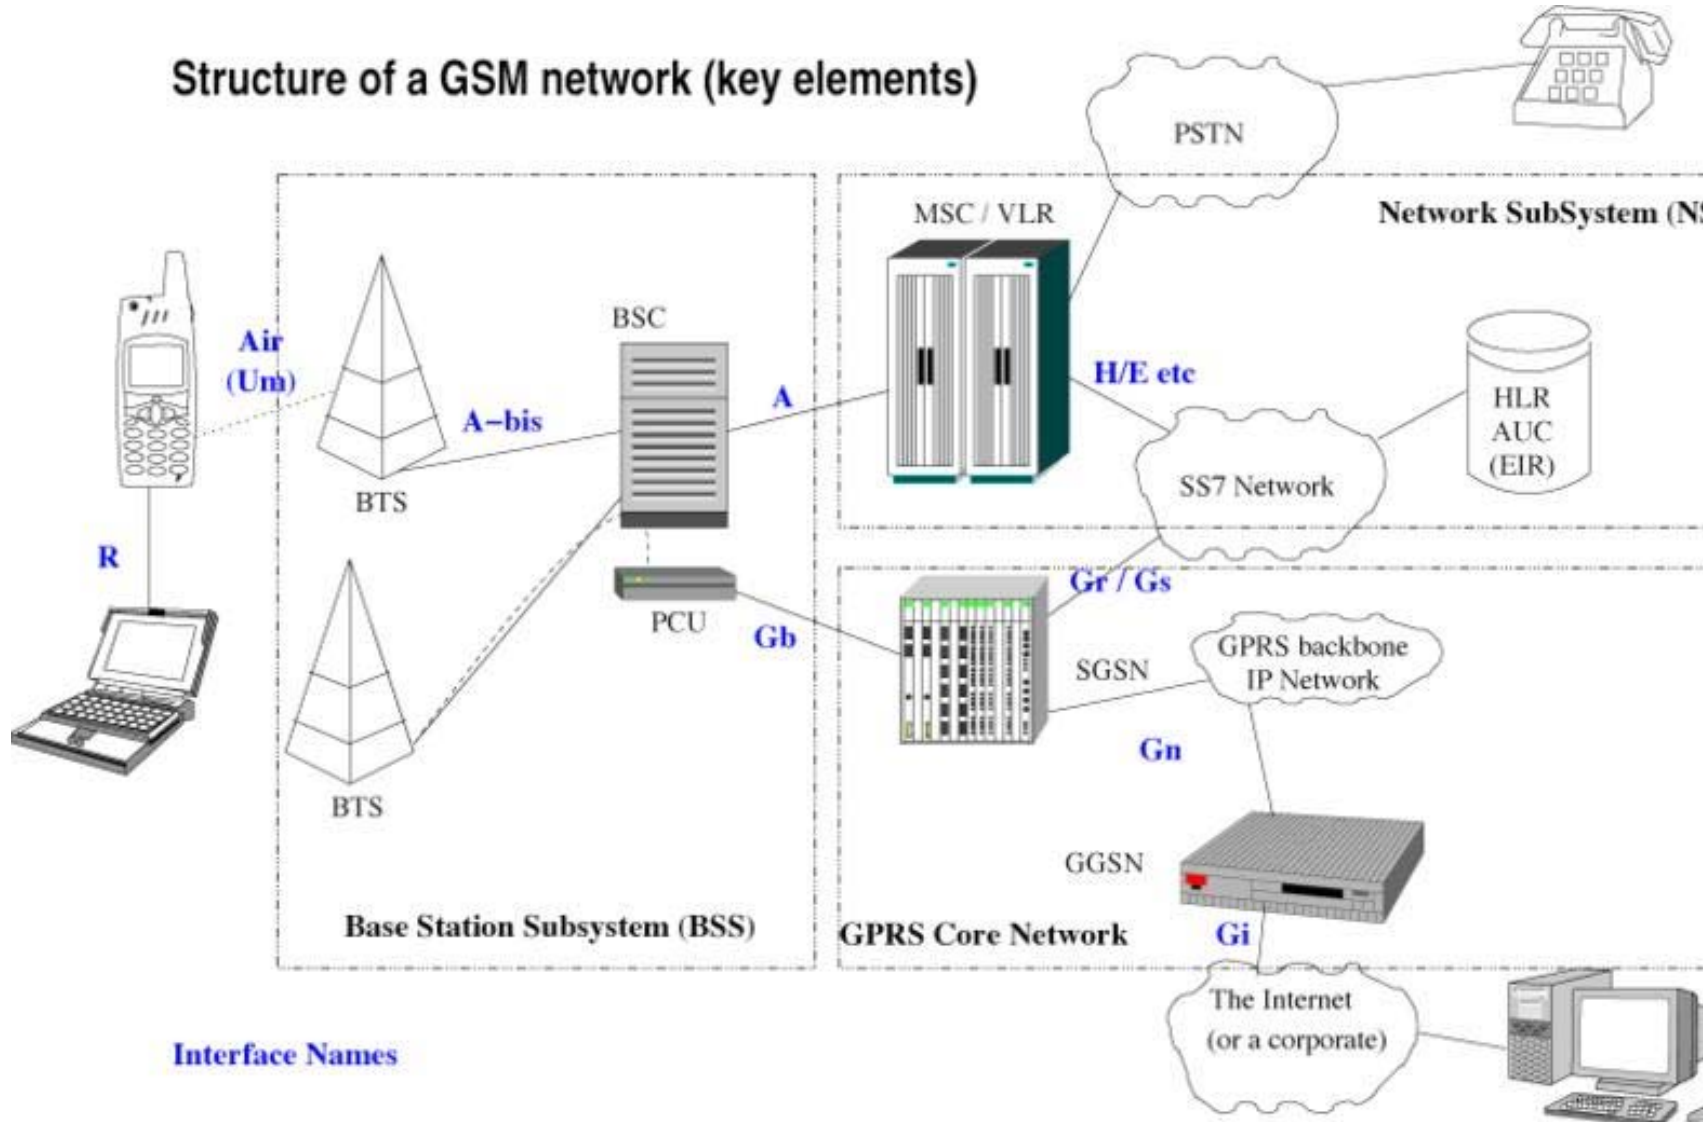 Structure of a GSM network (key elements)
PSTN
MSC / VLR
Network SubSystem (NS
BSC
Air
(Um)
A-bis
A
H/E etc
HLR
AUC
(EIR)
SS7 Network
BTS
R
PCU
Gb
Gr / Gs
SGSN
GPRS backbone
IP Network
Gn
BTS
GGSN
Base Station Subsystem (BSS)
GPRS Core Network
Gi
The Internet
(or a corporate)
Interface Names